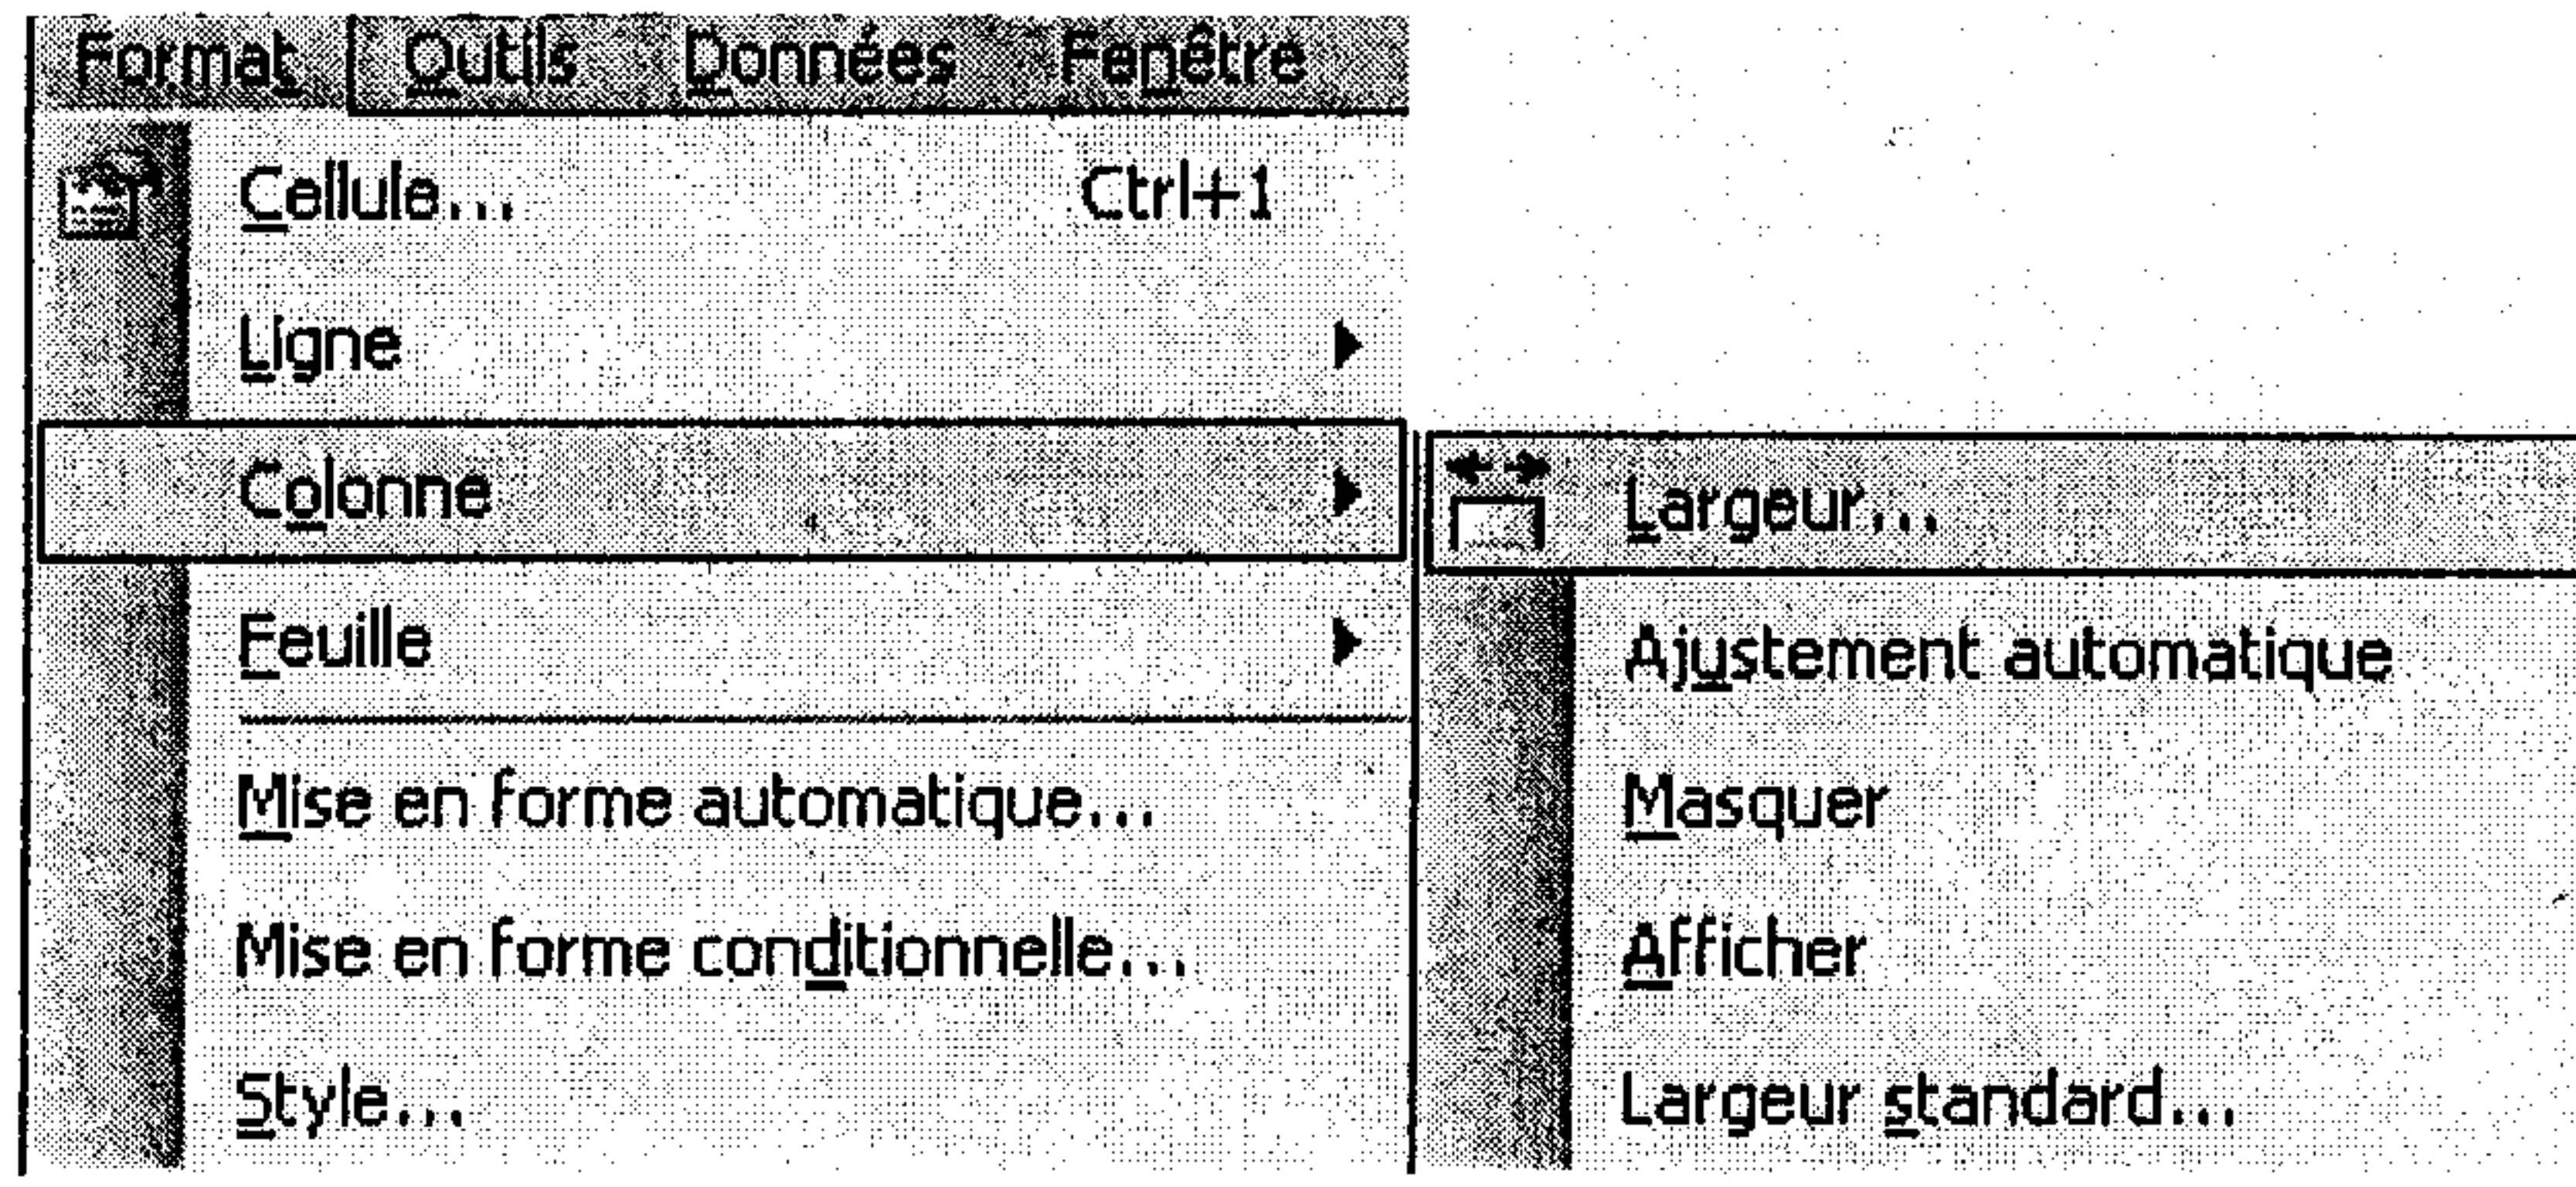 Format Outils Données Fenêtre
Cellule... Ctrl+1
Ligne
Colonne
Feuille
Mise en forme automatique...
Mise en forme conditionnelle...
Style...
Largeur...
Ajustement automatique
Masquer
Afficher
Largeur standard...